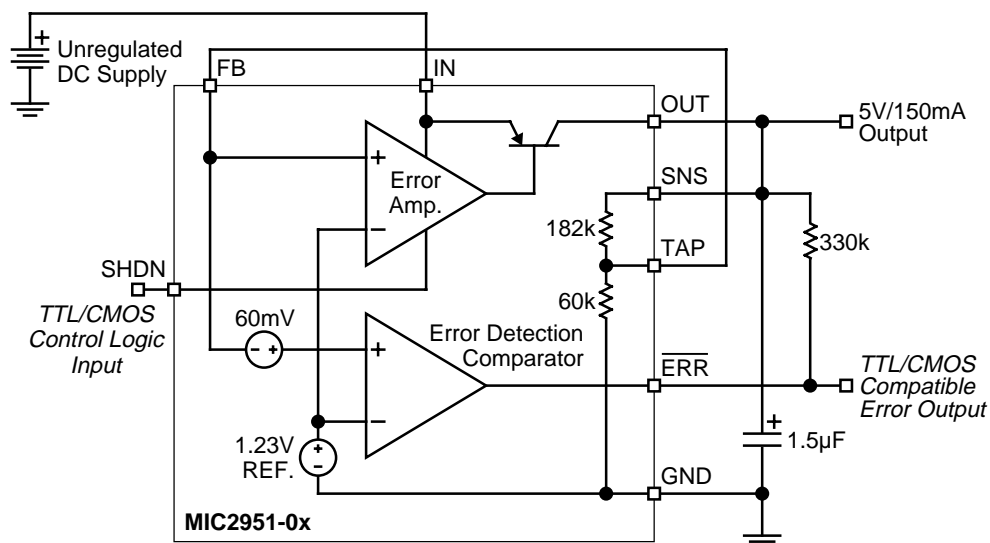 +
Unregulated
DC Supply
FB
IN
OUT
5V/150mA
Output
+
Error
Amp.
−
SNS
182k
330k
TAP
SHDN
60k
TTL/CMOS
Control Logic
Input
60mV
− +
+
Error Detection
Comparator
ERR
TTL/CMOS
Compatible
Error Output
−
1.23V
REF.
+
−
+
1.5µF
GND
MIC2951-0x